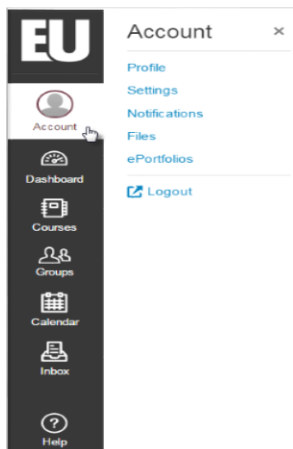 EU
Account
Dashboard
Courses
Groups
Calendar
Inbox
?
Help
Account ×
Profile
Settings
Notifications
Files
ePortfolios
Logout